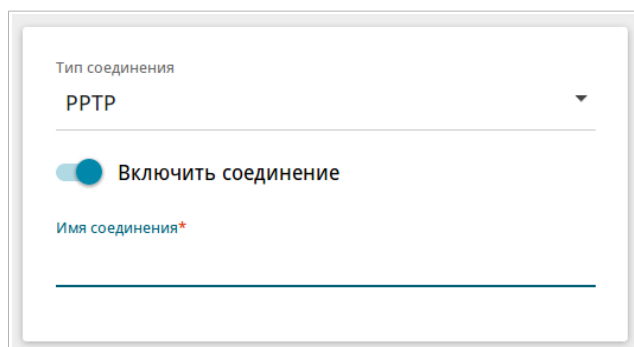 Тип соединения
PPTP
Включить соединение
Имя соединения*